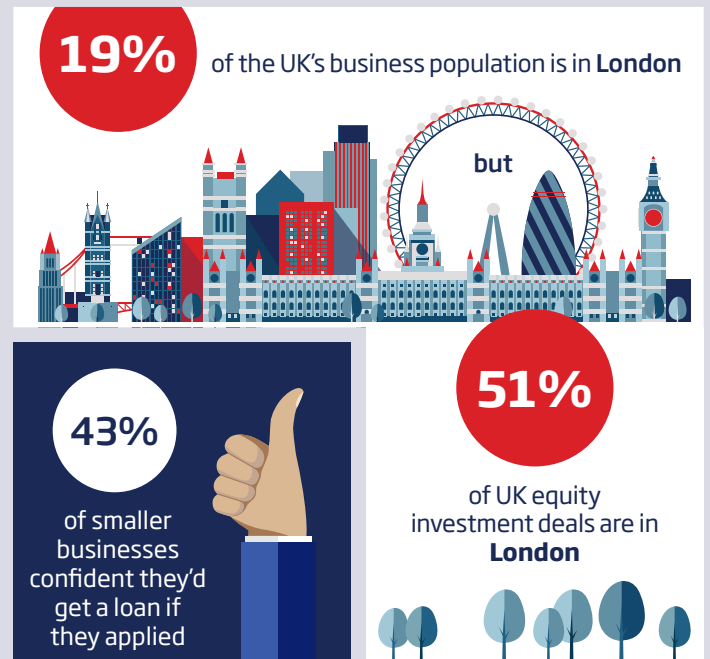 19%
of the UK's business population is in London
but
51%
of UK equity
investment deals are in
London
43%
of smaller
businesses
confident they'd
get a loan if
they applied